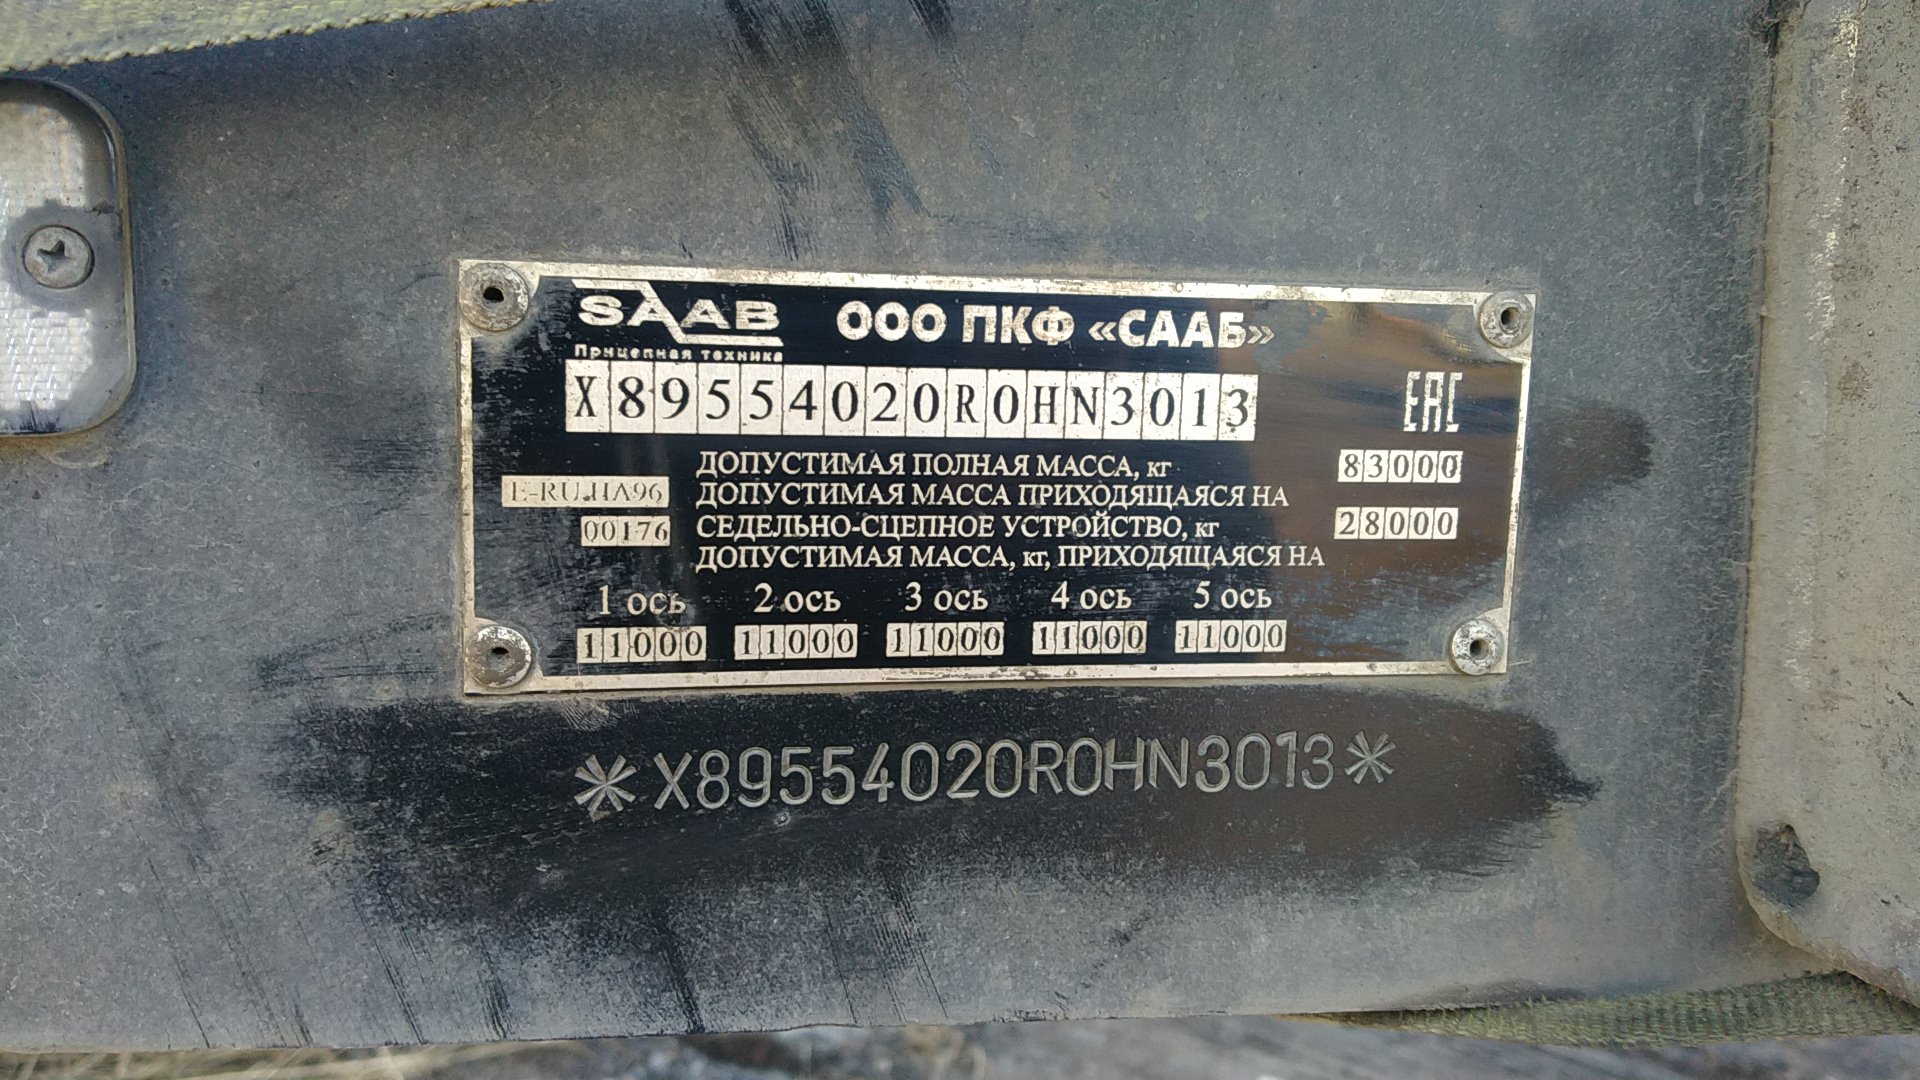 SAAB ООО ПКФ «СААБ»
Прицепная техника
X89554020R0HN3013 ЕАС
ДОПУСТИМАЯ ПОЛНАЯ МАССА, кг 83000
E-RU.НА96 ДОПУСТИМАЯ МАССА ПРИХОДЯЩАЯСЯ НА
00176 СЕДЕЛЬНО-СЦЕПНОЕ УСТРОЙСТВО, кг 28000
ДОПУСТИМАЯ МАССА, кг, ПРИХОДЯЩАЯСЯ НА
1 ось 2 ось 3 ось 4 ось 5 ось
11000 11000 11000 11000 11000
*X89554020R0HN3013*